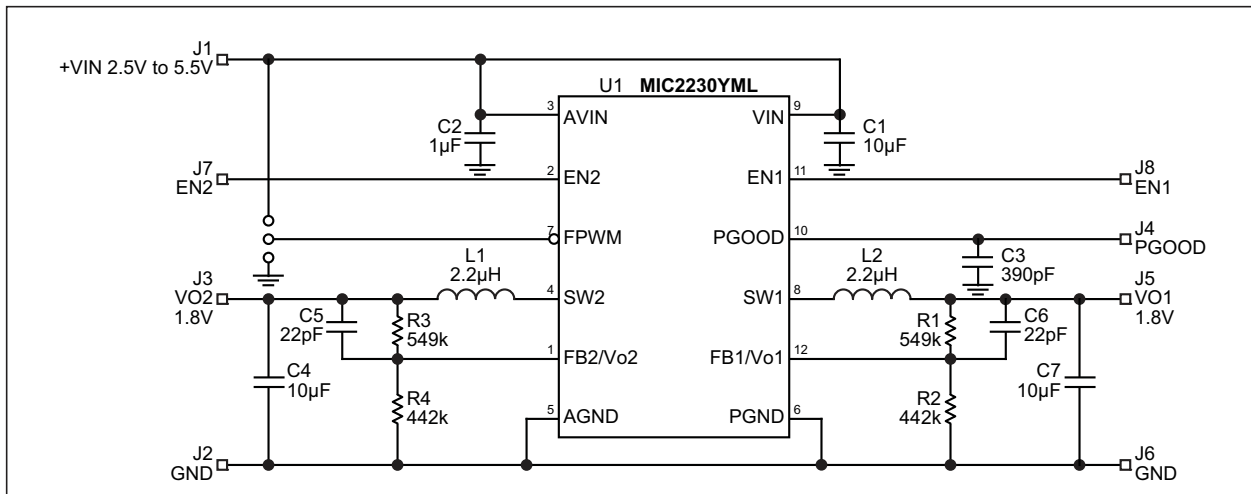 J1
+VIN 2.5V to 5.5V
U1 MIC2230YML
3
AVIN
VIN
9
C2
1µF
C1
10µF
J7
EN2
2
EN2
EN1
11
J8
EN1
7
FPWM
PGOOD
10
J4
PGOOD
C3
390pF
L1
2.2µH
L2
2.2µH
J3
VO2
1.8V
4
SW2
SW1
8
J5
VO1
1.8V
C5
22pF
R3
549k
R1
549k
C6
22pF
1
FB2/Vo2
FB1/Vo1
12
C4
10µF
R4
442k
R2
442k
C7
10µF
5
AGND
PGND
6
J2
GND
J6
GND